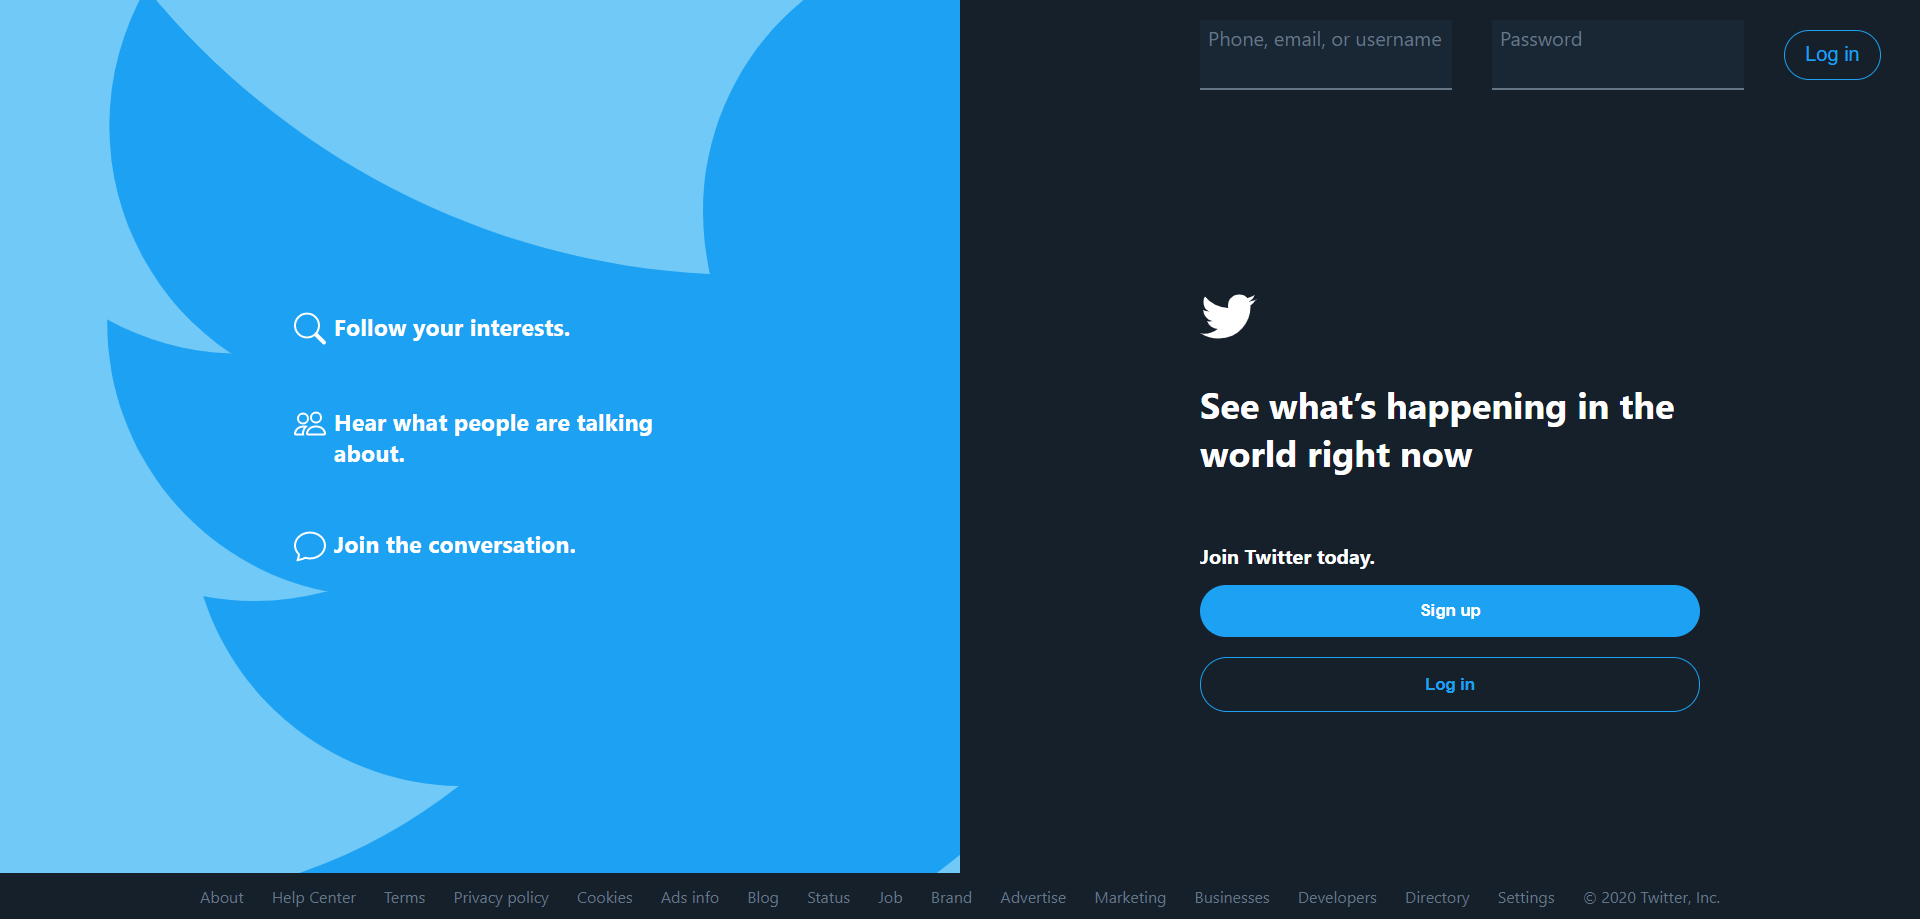 Phone, email, or username
Password
Log in
Follow your interests.
Hear what people are talking
about.
Join the conversation.
See what’s happening in the
world right now
Join Twitter today.
Sign up
Log in
About Help Center Terms Privacy policy Cookies Ads info Blog Status Job Brand Advertise Marketing Businesses Developers Directory Settings © 2020 Twitter, Inc.